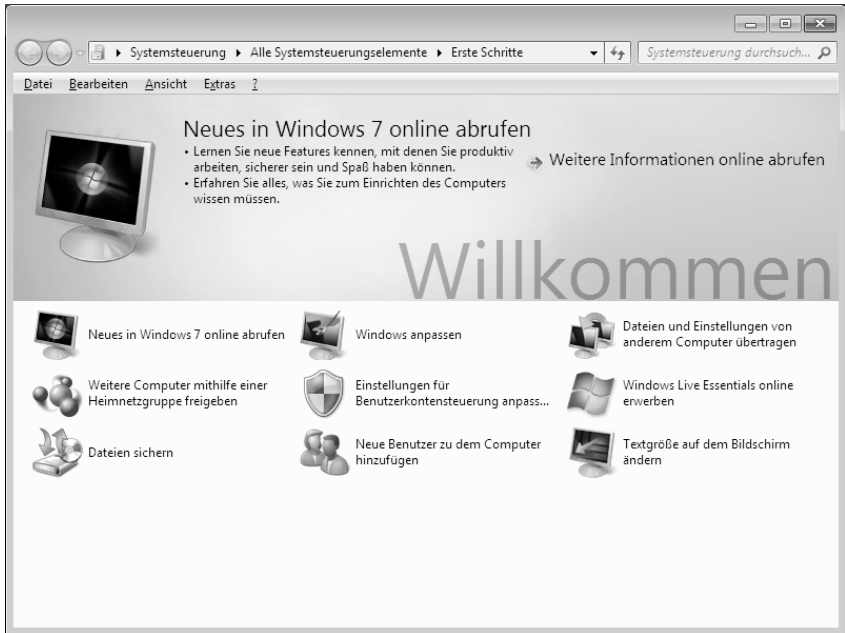 Systemsteuerung ▸ Alle Systemsteuerungselemente ▸ Erste Schritte
Systemsteuerung durchsuch...
Datei Bearbeiten Ansicht Extras ?
Neues in Windows 7 online abrufen
• Lernen Sie neue Features kennen, mit denen Sie produktiv
arbeiten, sicherer sein und Spaß haben können.
• Erfahren Sie alles, was Sie zum Einrichten des Computers
wissen müssen.
Weitere Informationen online abrufen
Willkommen
Neues in Windows 7 online abrufen
Windows anpassen
Dateien und Einstellungen von
anderem Computer übertragen
Weitere Computer mithilfe einer
Heimnetzgruppe freigeben
Einstellungen für
Benutzerkontensteuerung anpass...
Windows Live Essentials online
erwerben
Dateien sichern
Neue Benutzer zu dem Computer
hinzufügen
Textgröße auf dem Bildschirm
ändern